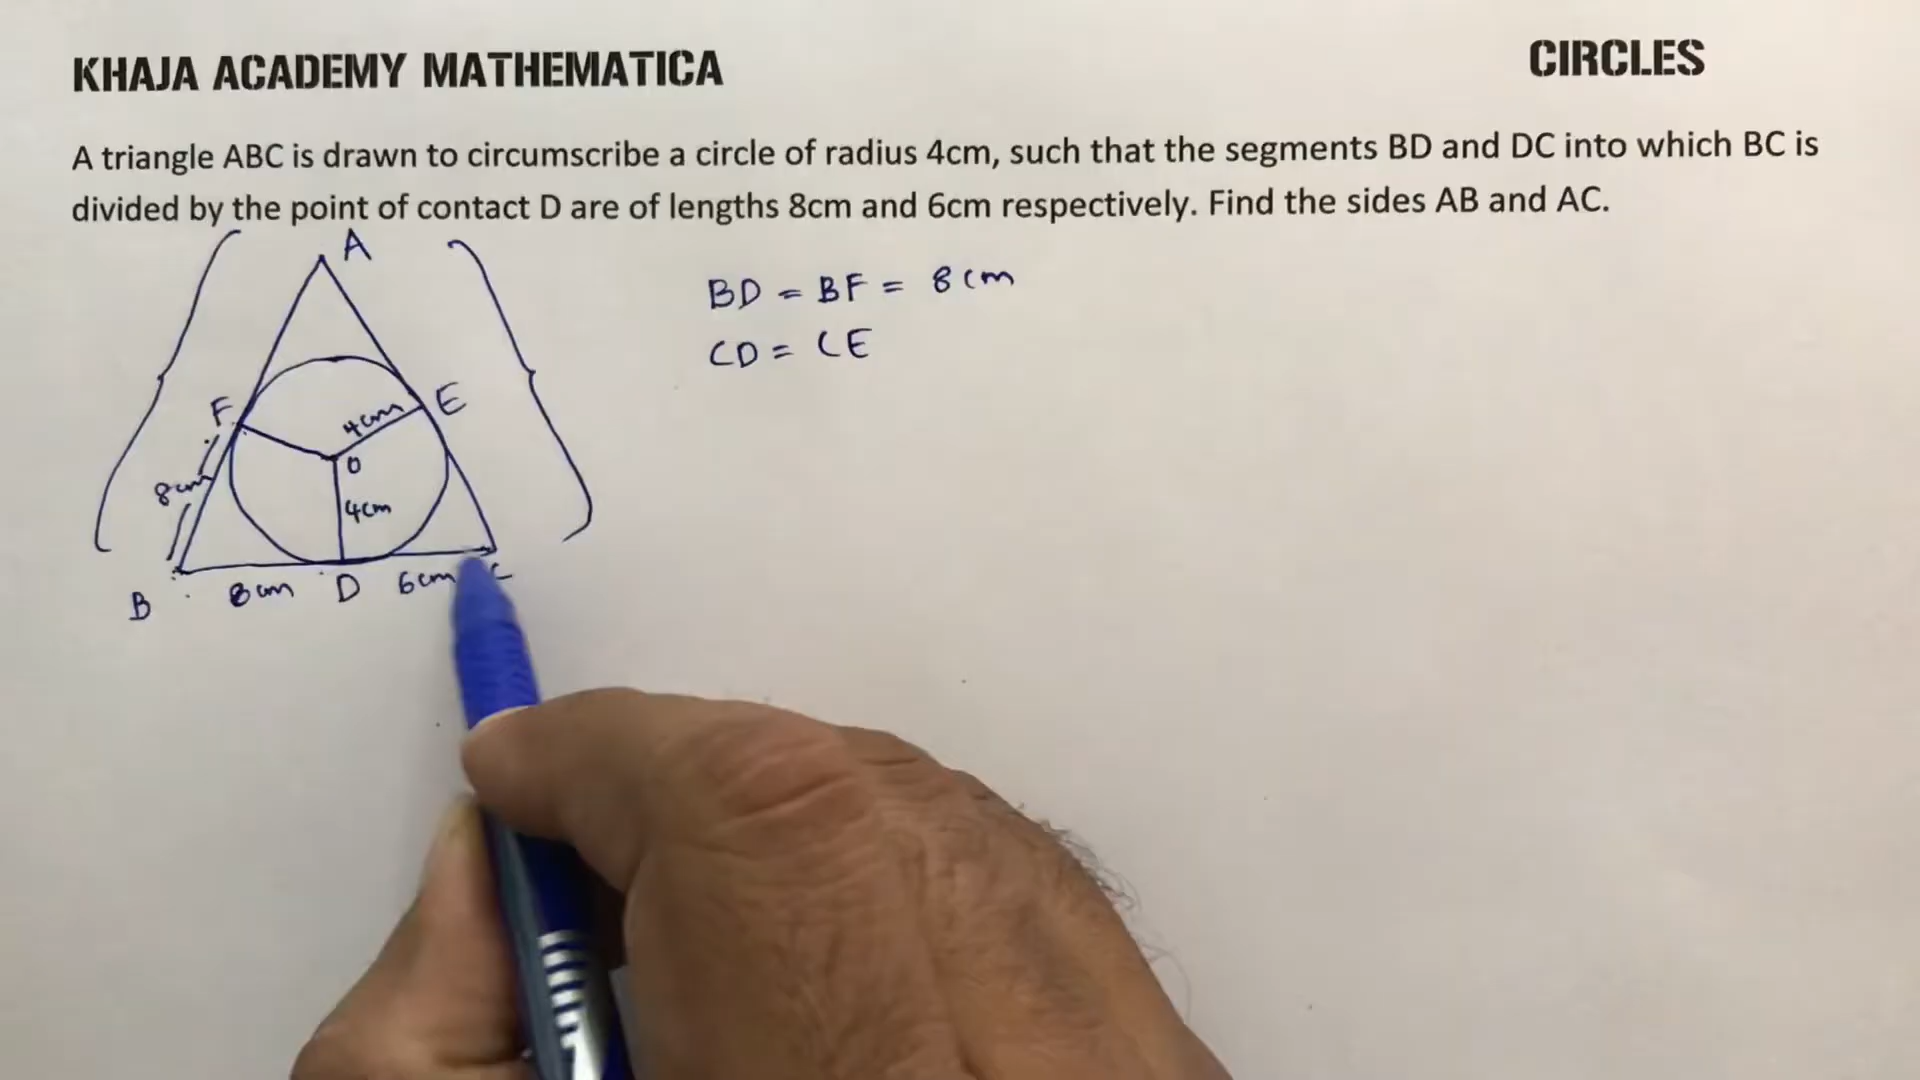 KHAJA ACADEMY MATHEMATICA
CIRCLES
A triangle ABC is drawn to circumscribe a circle of radius 4cm, such that the segments BD and DC into which BC is
divided by the point of contact D are of lengths 8cm and 6cm respectively. Find the sides AB and AC.
A
BD = BF = 8cm
CD = CE
F
E
4cm
O
8cm
4cm
B
8cm
D
6cm
C